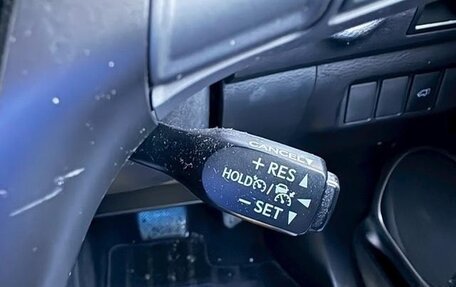 CANCEL▼
+ RES ▲
HOLD / ◀
− SET ▼